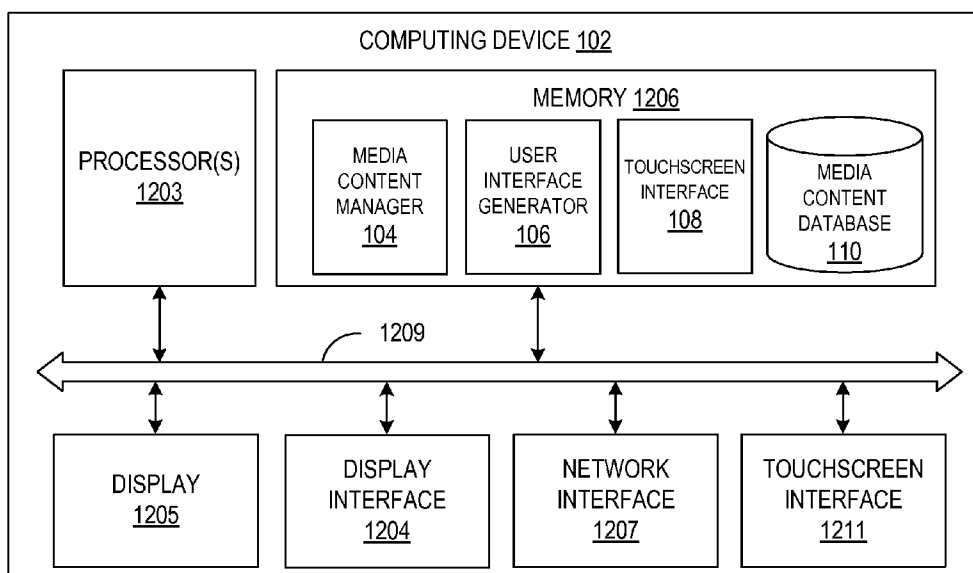 COMPUTING DEVICE 102
PROCESSOR(S)
1203
MEMORY 1206
MEDIA
CONTENT
MANAGER
104
USER
INTERFACE
GENERATOR
106
TOUCHSCREEN
INTERFACE
108
MEDIA
CONTENT
DATABASE
110
1209
DISPLAY
1205
DISPLAY
INTERFACE
1204
NETWORK
INTERFACE
1207
TOUCHSCREEN
INTERFACE
1211